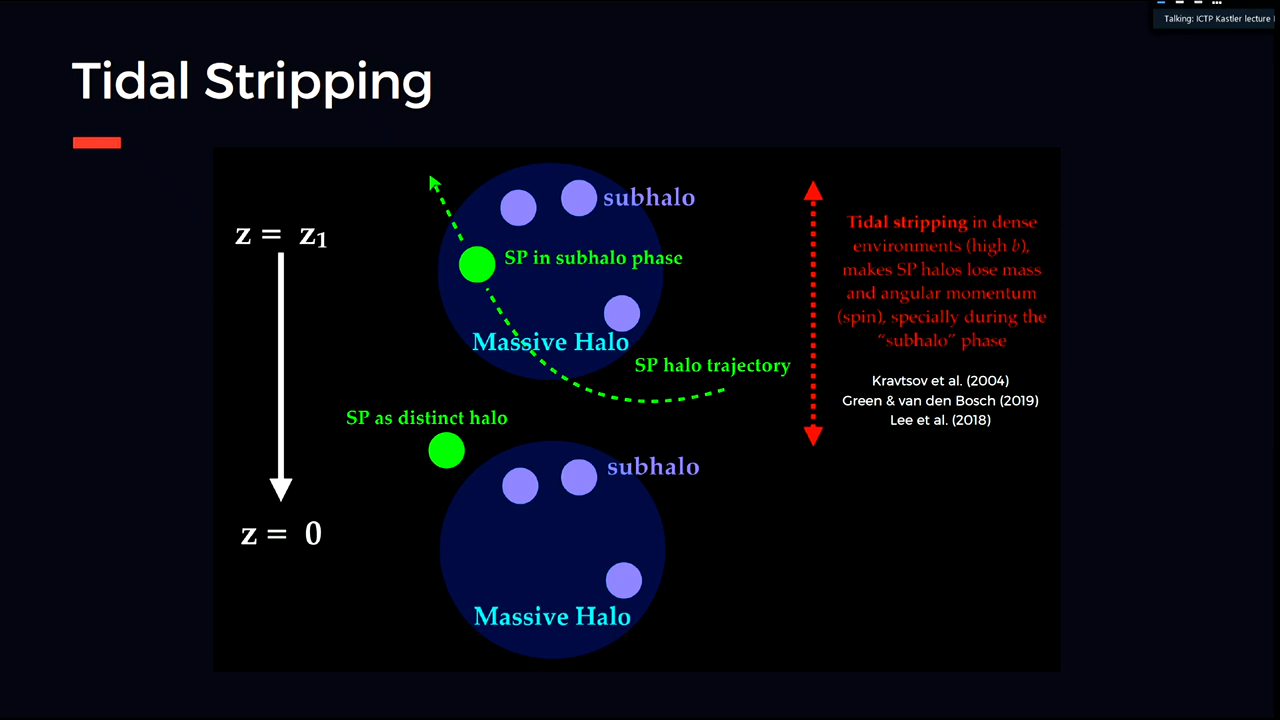 Talking: ICTP Kastler lecture
Tidal Stripping
z = z₁
subhalo
SP in subhalo phase
Massive Halo
SP halo trajectory
SP as distinct halo
subhalo
z = 0
Massive Halo
Tidal stripping in dense
environments (high b),
makes SP halos lose mass
and angular momentum
(spin), specially during the
“subhalo” phase
Kravtsov et al. (2004)
Green & van den Bosch (2019)
Lee et al. (2018)